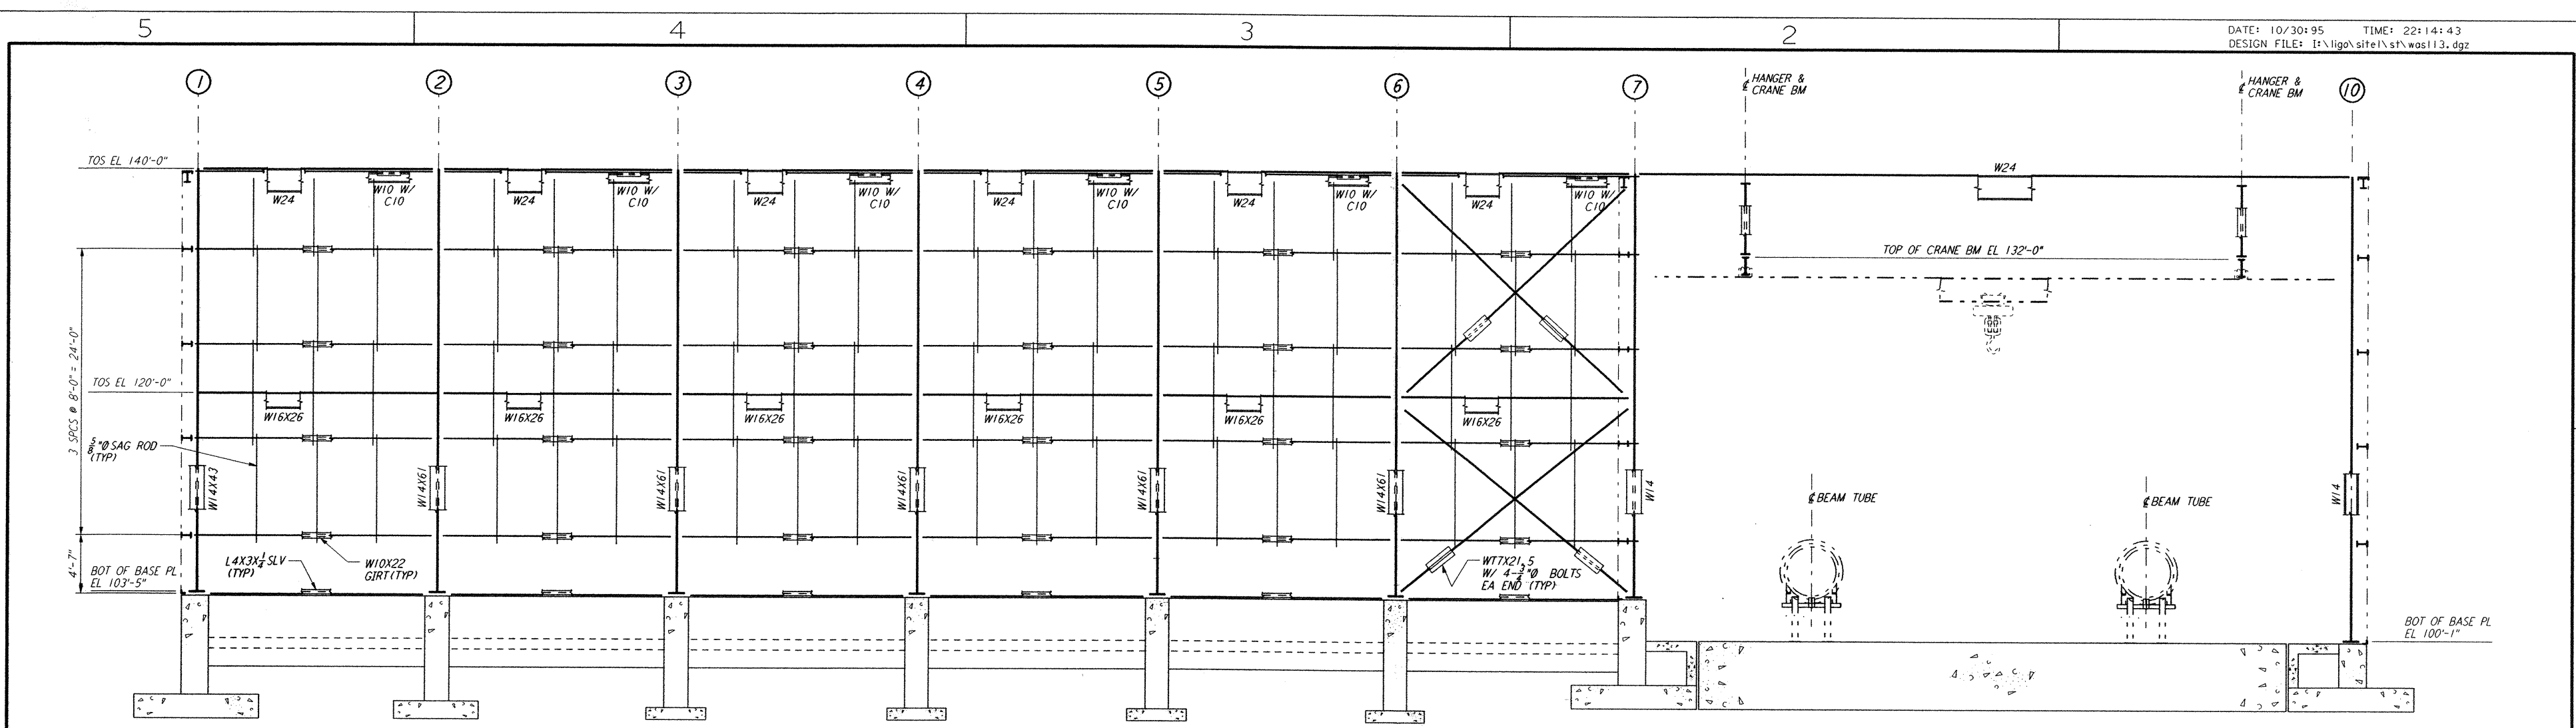 5
4
3
2
DATE: 10/30:95 TIME: 22:14:43
DESIGN FILE: I:\ligo\site1\st\was113.dgz
1
2
3
4
5
6
7
HANGER &
℄ CRANE BM
HANGER &
℄ CRANE BM
10
TOS EL 140'-0"
W24
W10 W/
C10
W24
W10 W/
C10
W24
W10 W/
C10
W24
W10 W/
C10
W24
W10 W/
C10
W24
W10 W/
C10
W24
TOP OF CRANE BM EL 132'-0"
3 SPCS @ 8'-0" = 24'-0"
TOS EL 120'-0"
W16X26
W16X26
W16X26
W16X26
W16X26
W16X26
5/8"Ø SAG ROD
(TYP)
W14X43
W14X61
W14X61
W14X61
W14X61
W14X61
W14
℄ BEAM TUBE
℄ BEAM TUBE
W14
4'-7"
L4X3X1/4 SLV
(TYP)
W10X22
GIRT(TYP)
WT7X21.5
W/ 4-3/4"Ø BOLTS
EA END (TYP)
BOT OF BASE PL
EL 103'-5"
BOT OF BASE PL
EL 100'-1"